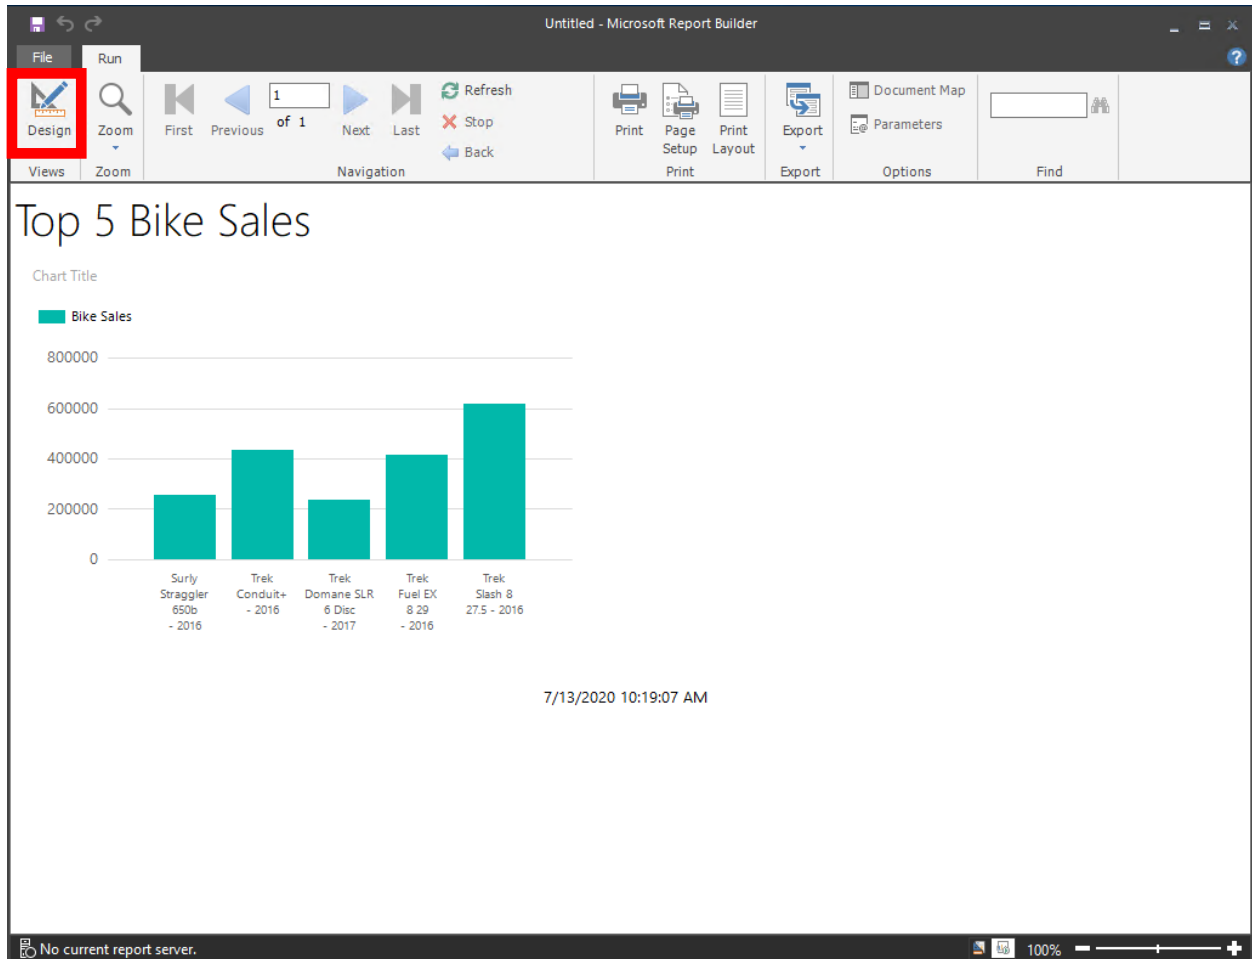 Untitled - Microsoft Report Builder
File Run
Design
Views
Zoom
Zoom
First Previous 1 of 1 Next Last
Refresh
Stop
Back
Navigation
Print Page Setup Print Layout
Print
Export
Export
Document Map
Parameters
Options
Find
Top 5 Bike Sales
Chart Title
Bike Sales
800000
600000
400000
200000
0
Surly
Straggler
650b
- 2016
Trek
Conduit+
- 2016
Trek
Domane SLR
6 Disc
- 2017
Trek
Fuel EX
8 29
- 2016
Trek
Slash 8
27.5 - 2016
7/13/2020 10:19:07 AM
No current report server.
100%